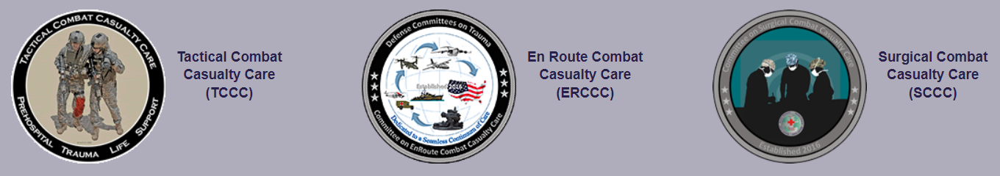 TACTICAL COMBAT CASUALTY CARE
PREHOSPITAL TRAUMA LIFE SUPPORT
Tactical Combat
Casualty Care
(TCCC)
Defense Committees on Trauma
Established 2016
Dedicated to a Seamless Continuum of Care
Committee on EnRoute Combat Casualty Care
En Route Combat
Casualty Care
(ERCCC)
Committee on Surgical Combat Casualty Care
Established 2016
Surgical Combat
Casualty Care
(SCCC)